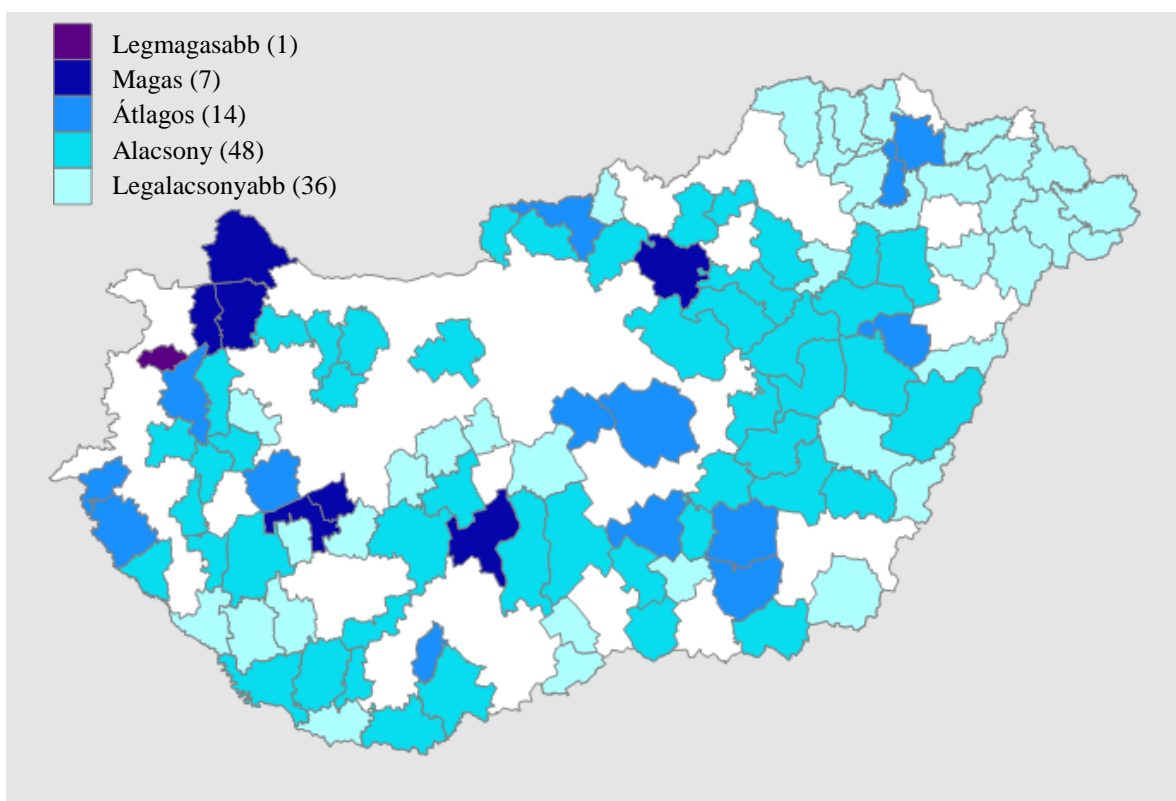 Legmagasabb (1)
Magas (7)
Átlagos (14)
Alacsony (48)
Legalacsonyabb (36)